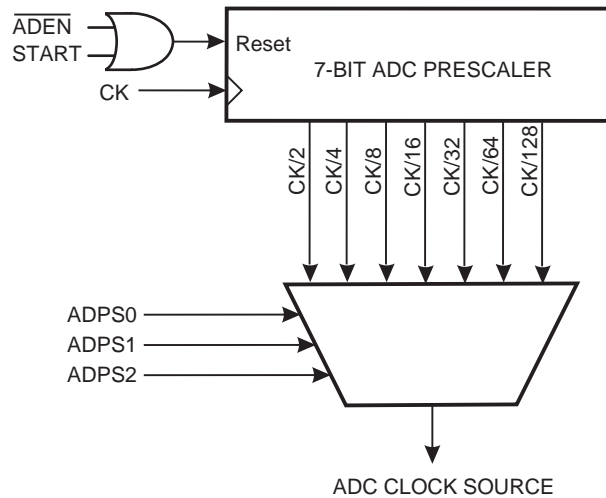 ADEN
START
Reset
7-BIT ADC PRESCALER
CK
CK/2
CK/4
CK/8
CK/16
CK/32
CK/64
CK/128
ADPS0
ADPS1
ADPS2
ADC CLOCK SOURCE